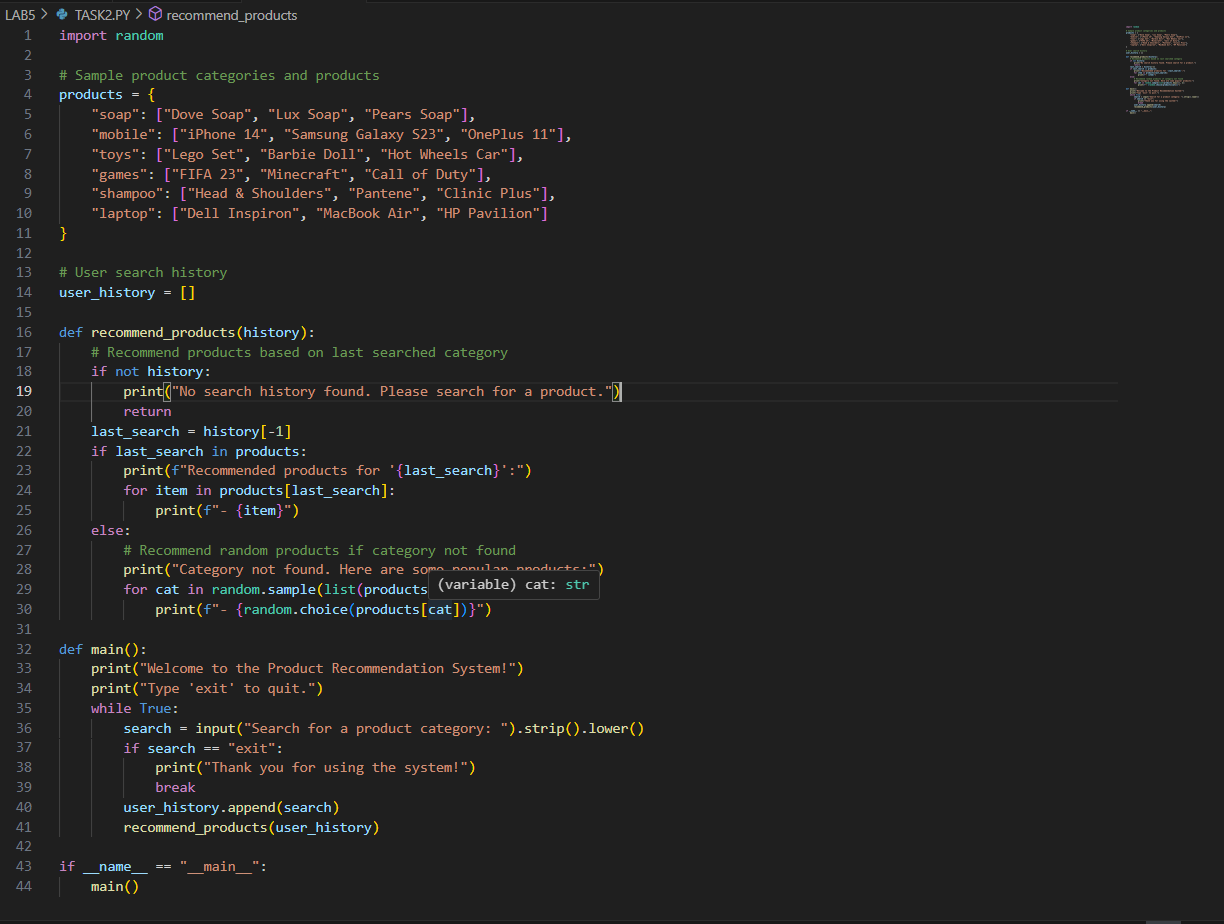 LAB5 > TASK2.PY > recommend_products
1 import random
2
3 # Sample product categories and products
4 products = {
5     "soap": ["Dove Soap", "Lux Soap", "Pears Soap"],
6     "mobile": ["iPhone 14", "Samsung Galaxy S23", "OnePlus 11"],
7     "toys": ["Lego Set", "Barbie Doll", "Hot Wheels Car"],
8     "games": ["FIFA 23", "Minecraft", "Call of Duty"],
9     "shampoo": ["Head & Shoulders", "Pantene", "Clinic Plus"],
10     "laptop": ["Dell Inspiron", "MacBook Air", "HP Pavilion"]
11 }
12
13 # User search history
14 user_history = []
15
16 def recommend_products(history):
17     # Recommend products based on last searched category
18     if not history:
19         print("No search history found. Please search for a product.")
20         return
21     last_search = history[-1]
22     if last_search in products:
23         print(f"Recommended products for '{last_search}':")
24         for item in products[last_search]:
25             print(f"- {item}")
26     else:
27         # Recommend random products if category not found
28         print("Category not found. Here are some popular products:")
(variable) cat: str
29         for cat in random.sample(list(products
30             print(f"- {random.choice(products[cat])}")
31
32 def main():
33     print("Welcome to the Product Recommendation System!")
34     print("Type 'exit' to quit.")
35     while True:
36         search = input("Search for a product category: ").strip().lower()
37         if search == "exit":
38             print("Thank you for using the system!")
39             break
40         user_history.append(search)
41         recommend_products(user_history)
42
43 if __name__ == "__main__":
44     main()